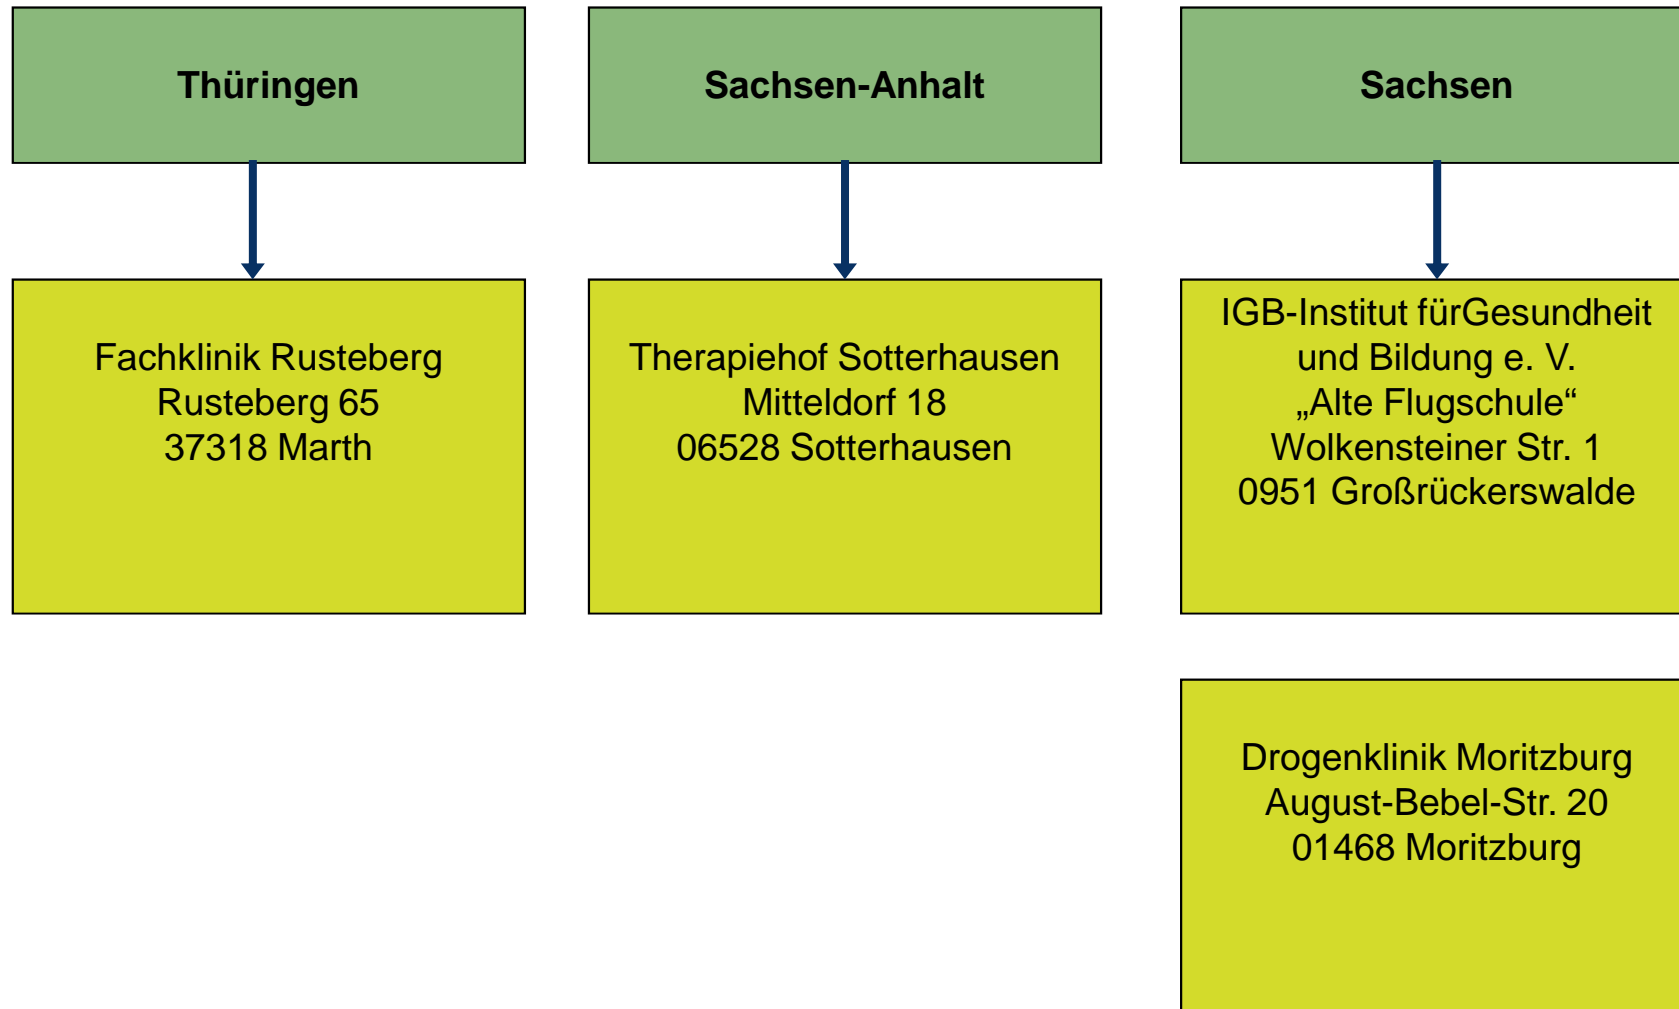 Thüringen
Sachsen-Anhalt
Sachsen
Fachklinik Rusteberg
Rusteberg 65
37318 Marth
Therapiehof Sotterhausen
Mitteldorf 18
06528 Sotterhausen
IGB-Institut fürGesundheit
und Bildung e. V.
„Alte Flugschule“
Wolkensteiner Str. 1
0951 Großrückerswalde
Drogenklinik Moritzburg
August-Bebel-Str. 20
01468 Moritzburg